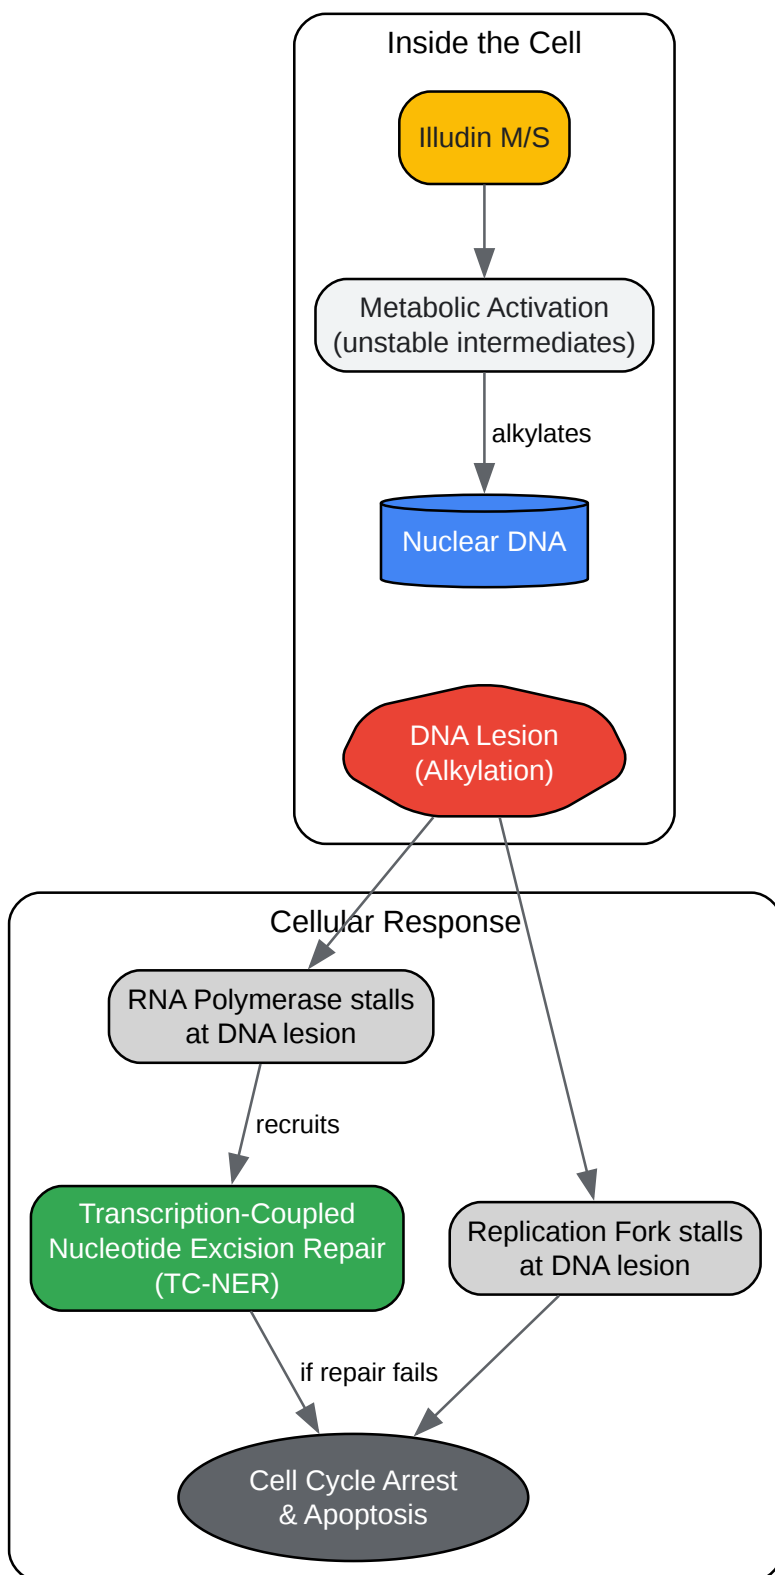 Inside the Cell
Illudin M/S
Metabolic Activation
(unstable intermediates)
alkylates
Nuclear DNA
DNA Lesion
(Alkylation)
Cellular Response
RNA Polymerase stalls
at DNA lesion
recruits
Transcription-Coupled
Nucleotide Excision Repair
(TC-NER)
Replication Fork stalls
at DNA lesion
if repair fails
Cell Cycle Arrest
& Apoptosis